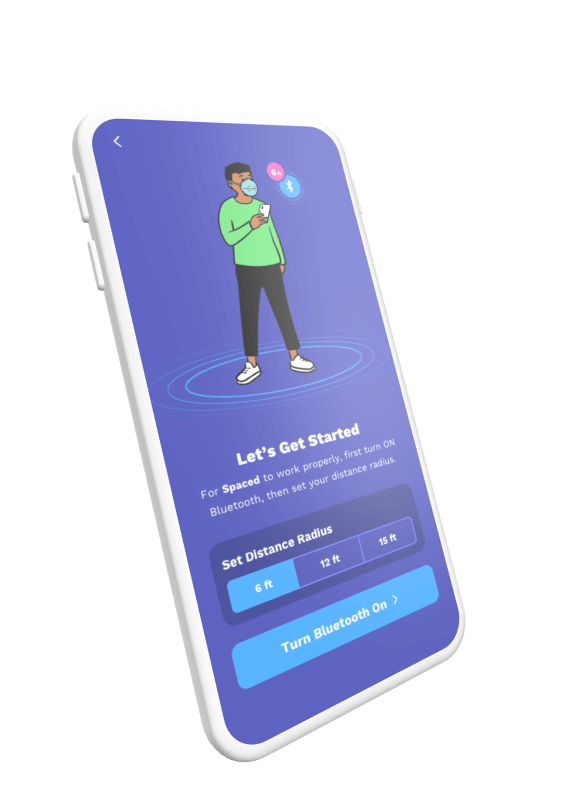 6ft
Let's Get Started
For Spaced to work properly, first turn ON
Bluetooth, then set your distance radius.
Set Distance Radius
6 ft
12 ft
15 ft
Turn Bluetooth On